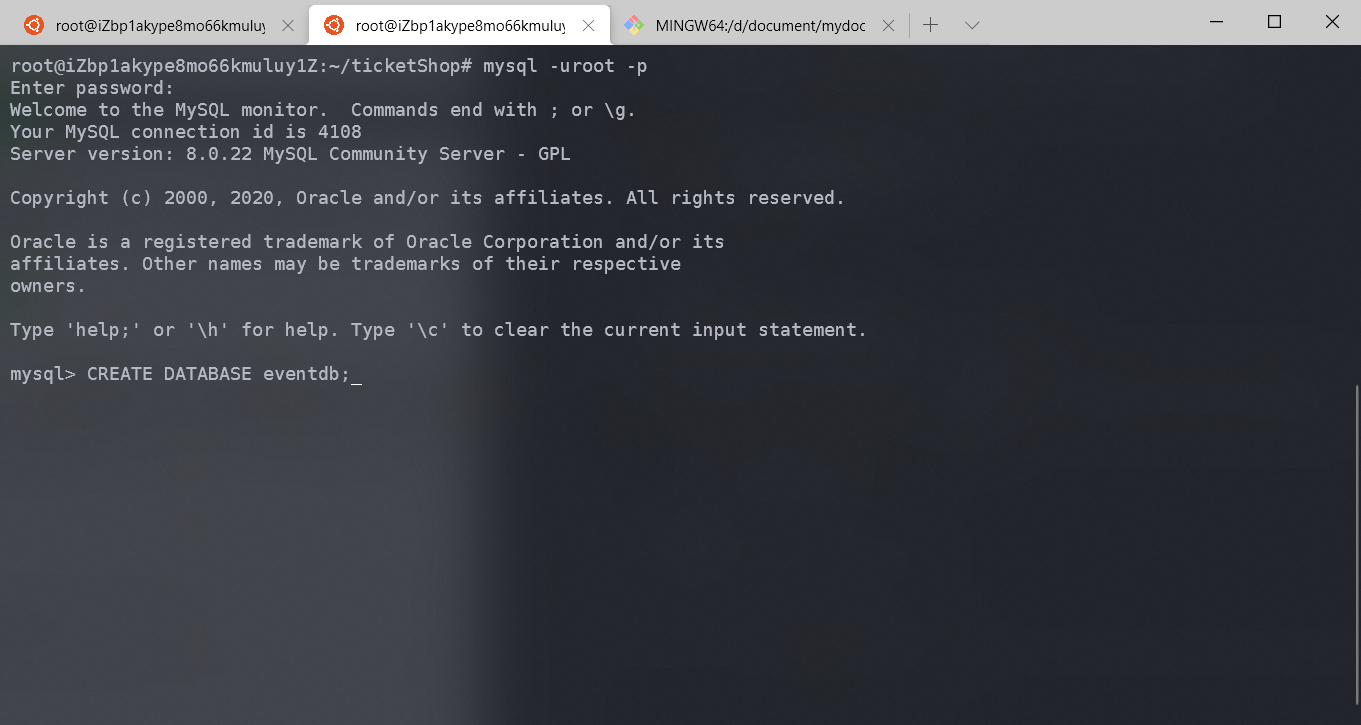 root@iZbp1akype8mo66kmuluy
root@iZbp1akype8mo66kmuluy
MINGW64:/d/document/mydoc
root@iZbp1akype8mo66kmuluy1Z:~/ticketShop# mysql -uroot -p
Enter password:
Welcome to the MySQL monitor.  Commands end with ; or \g.
Your MySQL connection id is 4108
Server version: 8.0.22 MySQL Community Server - GPL
Copyright (c) 2000, 2020, Oracle and/or its affiliates. All rights reserved.
Oracle is a registered trademark of Oracle Corporation and/or its
affiliates. Other names may be trademarks of their respective
owners.
Type 'help;' or '\h' for help. Type '\c' to clear the current input statement.
mysql> CREATE DATABASE eventdb;_